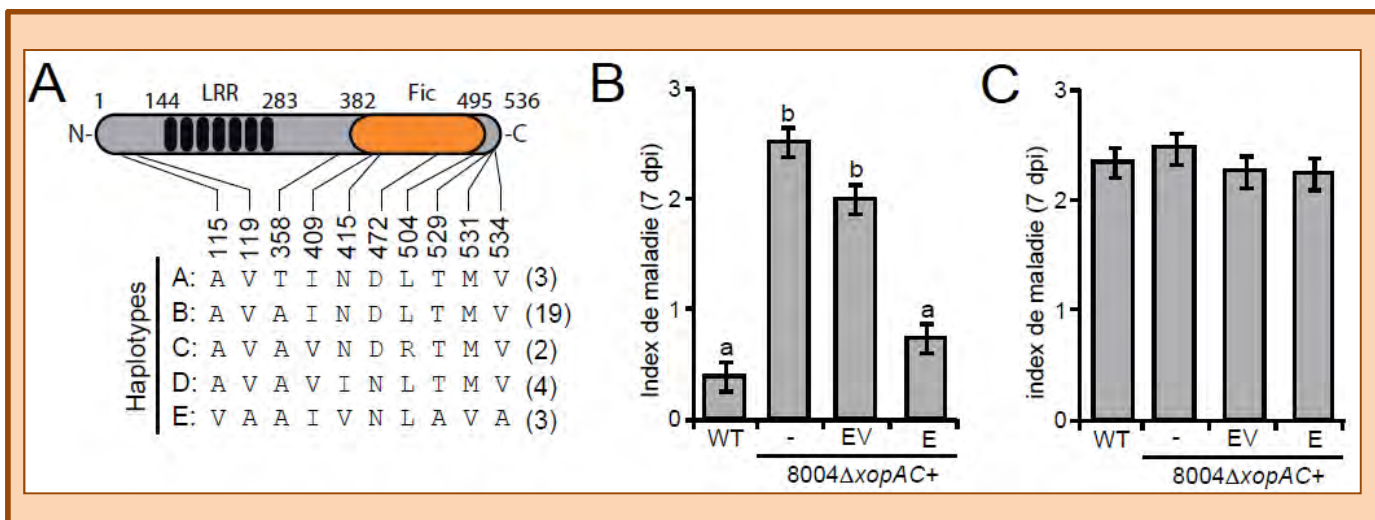 A
1 144 LRR 283 382 Fic 495 536
N- -C
115 119 358 409 415 472 504 529 531 534
Haplotypes
A: A V T I N D L T M V (3)
B: A V A I N D L T M V (19)
C: A V A V N D R T M V (2)
D: A V A V I N L T M V (4)
E: V A A I V N L A V A (3)
B
Index de maladie (7 dpi)
3
2
1
0
a b b a
WT - EV E
8004ΔxopAC+
C
index de maladie (7 dpi)
3
2
1
0
WT - EV E
8004ΔxopAC+